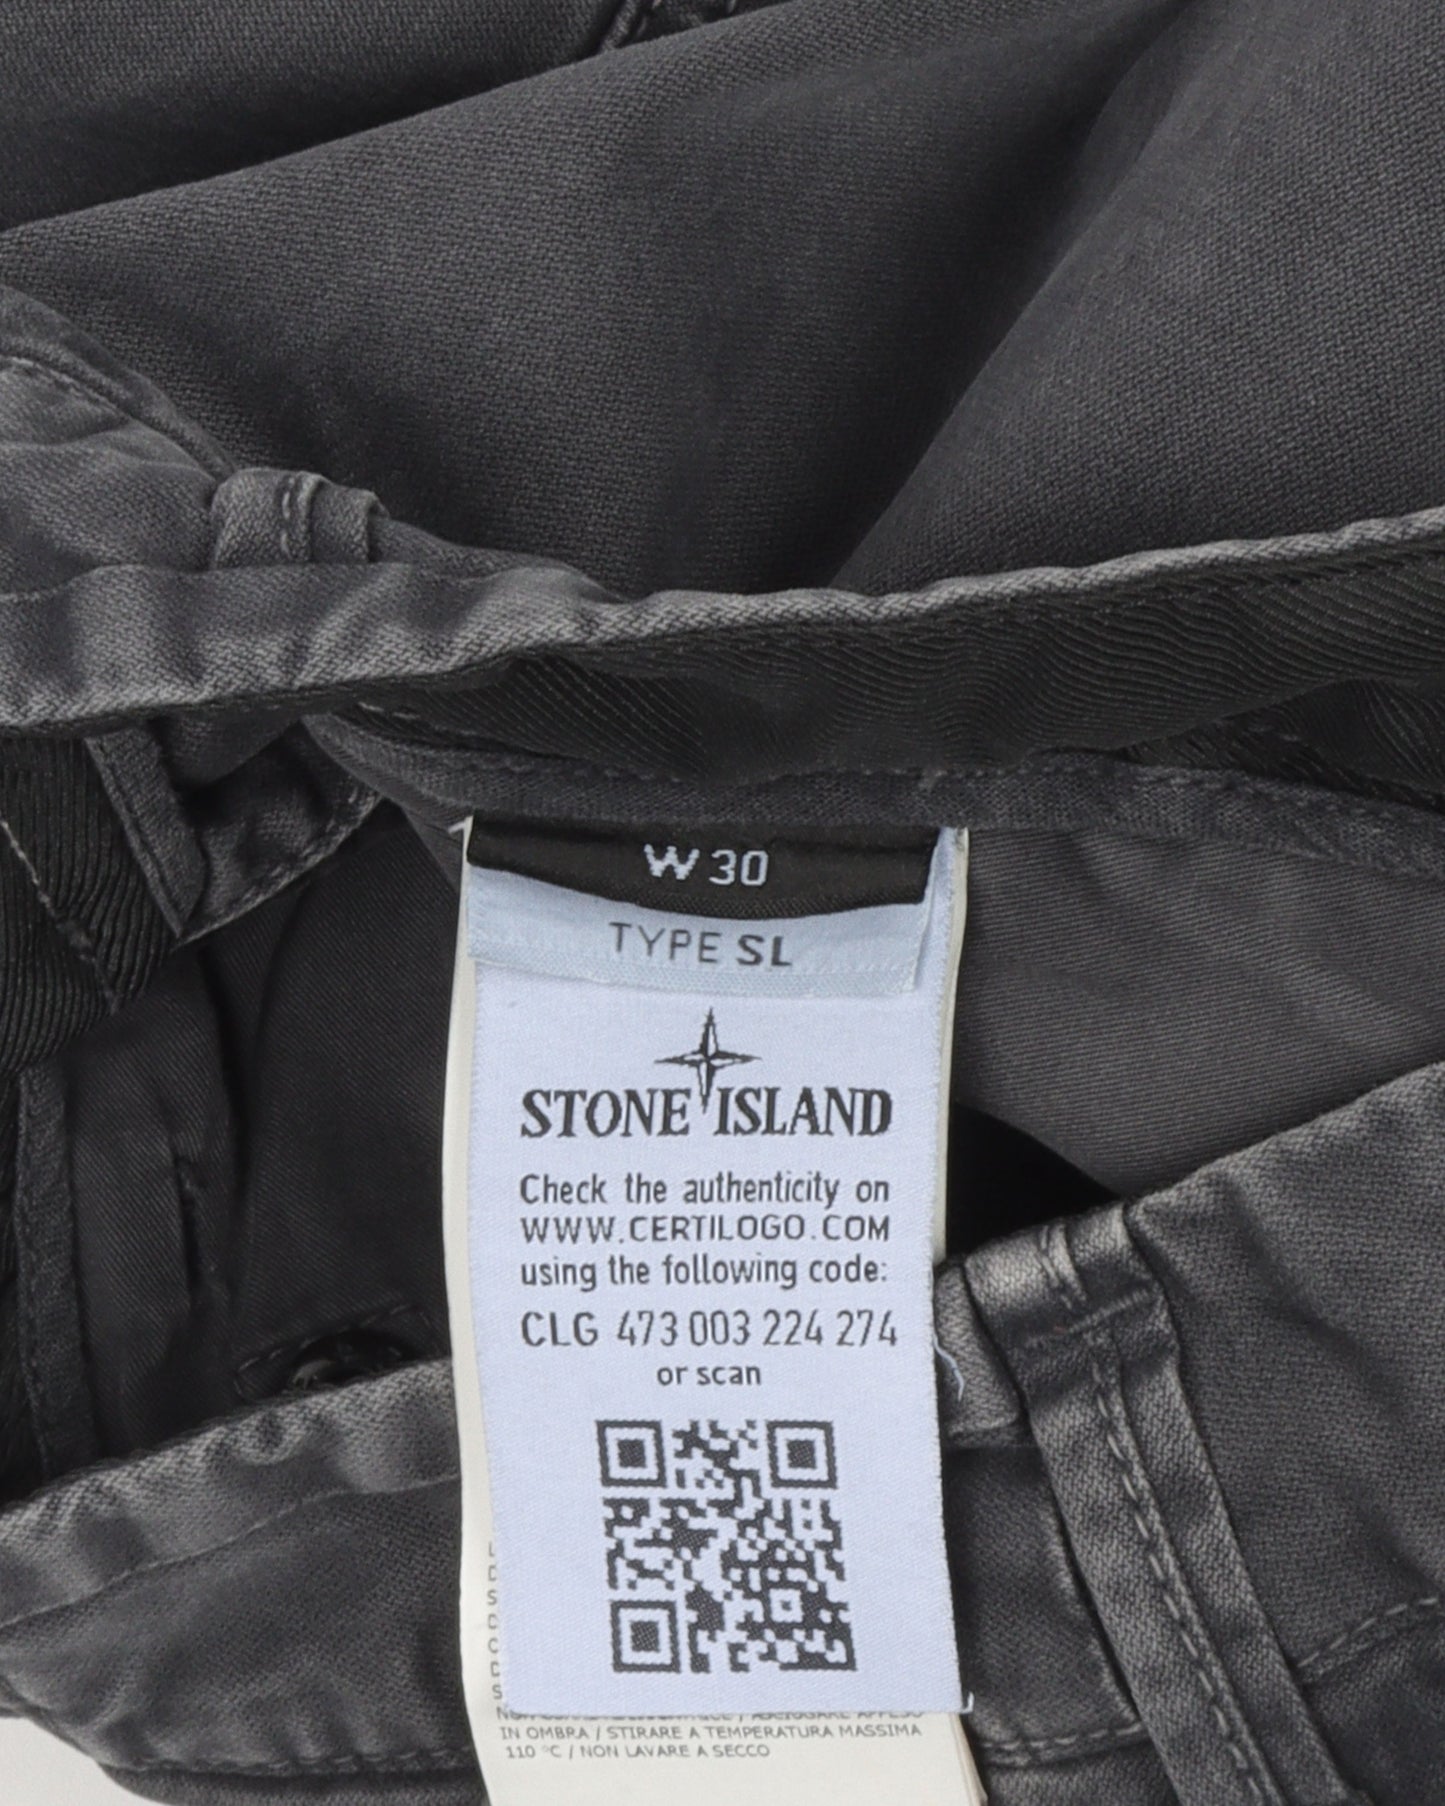 W 30
TYPE SL
STONE ISLAND
Check the authenticity on
WWW.CERTILOGO.COM
using the following code:
CLG 473 003 224 274
or scan
IN OMBRA / STIRARE A TEMPERATURA MASSIMA
110 °C / NON LAVARE A SECCO